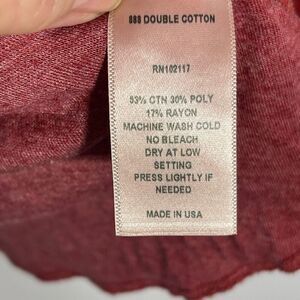 888 DOUBLE COTTON
RN102117
53% CTN 30% POLY
17% RAYON
MACHINE WASH COLD
NO BLEACH
DRY AT LOW
SETTING
PRESS LIGHTLY IF
NEEDED
MADE IN USA